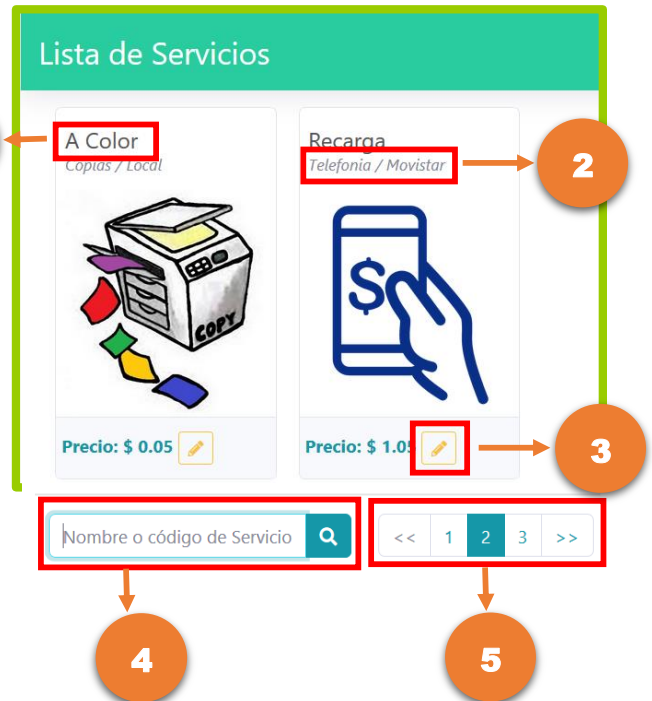 Lista de Servicios
A Color
Copias / Local
Recarga
Telefonia / Movistar
2
$
COPY
Precio: $ 0.05
Precio: $ 1.05
3
Nombre o código de Servicio
<< 1 2 3 >>
4
5